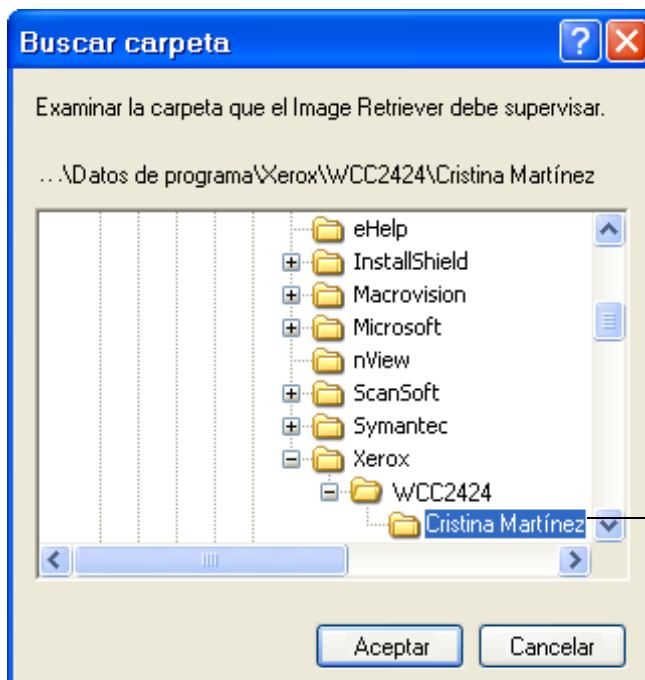 Buscar carpeta
Examinar la carpeta que el Image Retriever debe supervisar.
...\Datos de programa\Xerox\WCC2424\Cristina Martínez
eHelp
InstallShield
Macrovision
Microsoft
nView
ScanSoft
Symantec
Xerox
WCC2424
Cristina Martínez
Aceptar Cancelar